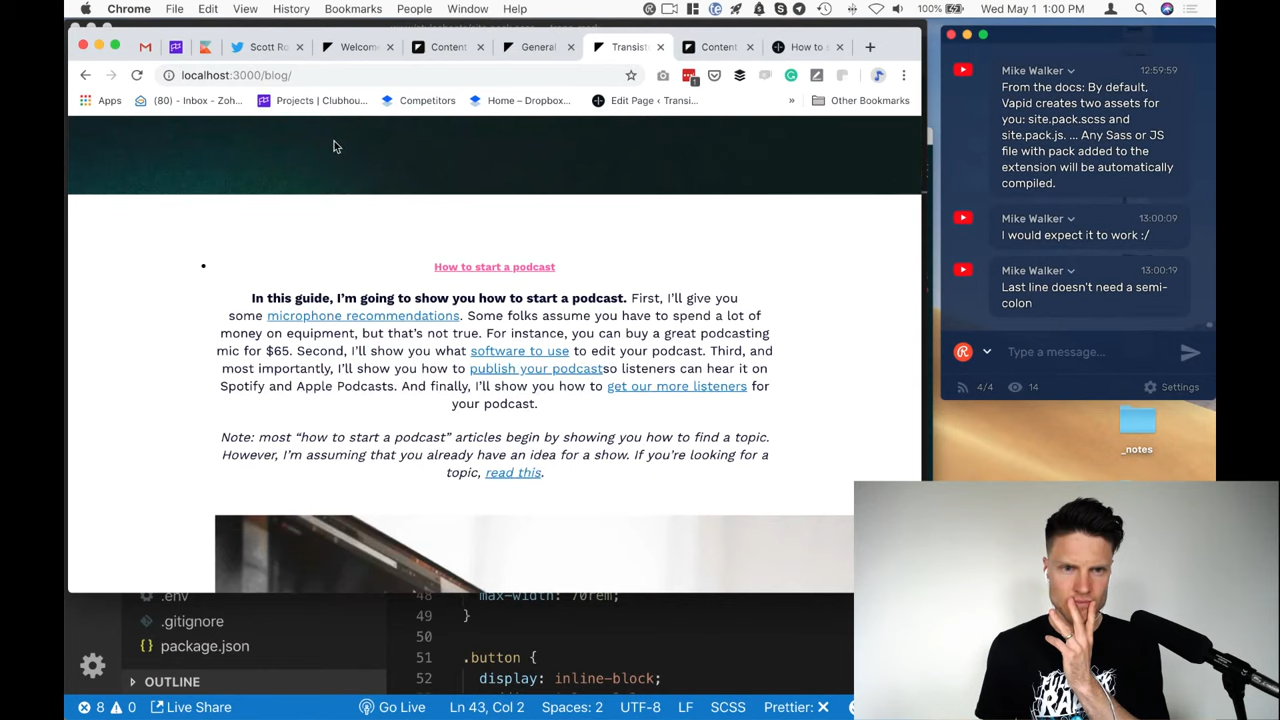 Chrome File Edit View History Bookmarks People Window Help 100% Wed May 1 1:00 PM
Scott Ro
Welcome
Content
General
Transist
Content
How to
localhost:3000/blog/
Apps
(80) - Inbox - Zoh...
Projects | Clubhou...
Competitors
Home – Dropbox...
Edit Page ‹ Transi...
»
Other Bookmarks
How to start a podcast
In this guide, I’m going to show you how to start a podcast. First, I’ll give you
some microphone recommendations. Some folks assume you have to spend a lot of
money on equipment, but that’s not true. For instance, you can buy a great podcasting
mic for $65. Second, I’ll show you what software to use to edit your podcast. Third, and
most importantly, I’ll show you how to publish your podcastso listeners can hear it on
Spotify and Apple Podcasts. And finally, I’ll show you how to get our more listeners for
your podcast.
Note: most “how to start a podcast” articles begin by showing you how to find a topic.
However, I’m assuming that you already have an idea for a show. If you’re looking for a
topic, read this.
Mike Walker 12:59:59
From the docs: By default,
Vapid creates two assets for
you: site.pack.scss and
site.pack.js. ... Any Sass or JS
file with pack added to the
extension will be automatically
compiled.
Mike Walker 13:00:09
I would expect it to work :/
Mike Walker 13:00:19
Last line doesn't need a semi-
colon
Type a message...
4/4 14 Settings
_notes
.env
.gitignore
{} package.json
OUTLINE
48 max-width: 70rem;
49 }
50
51 .button {
52 display: inline-block;
8 0 Live Share Go Live Ln 43, Col 2 Spaces: 2 UTF-8 LF SCSS Prettier: ✕